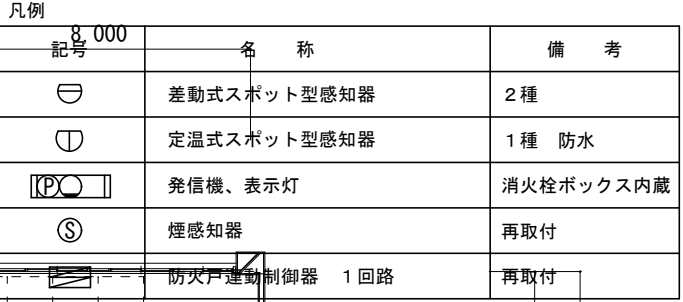 凡例
8,000
記号 名 称 備 考
差動式スポット型感知器 2種
定温式スポット型感知器 1種 防水
P 発信機、表示灯 消火栓ボックス内蔵
S 煙感知器 再取付
防火戸連動制御器 1回路 再取付